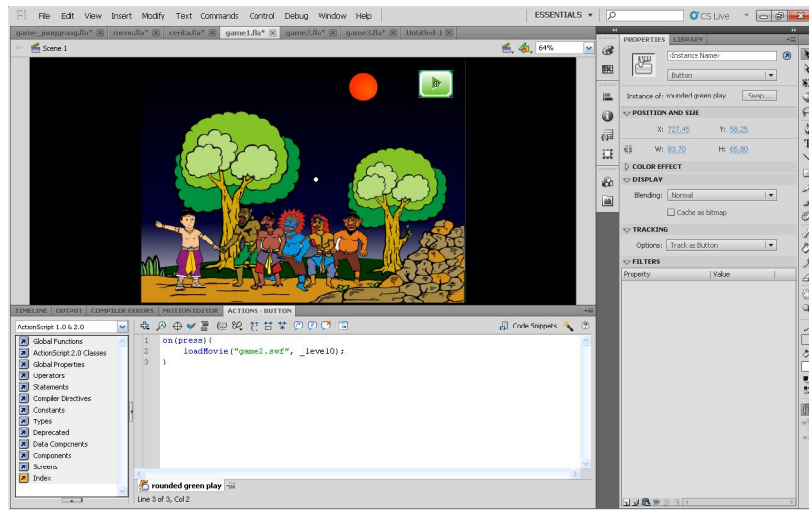 Fl File Edit View Insert Modify Text Commands Control Debug Window Help ESSENTIALS CS Live
game_jonggrang.fla* menu.fla* cerita.fla* game1.fla* game2.fla* game3.fla* Untitled-1
Scene 1 64%
PROPERTIES LIBRARY
<Instance Name>
Button
Instance of: rounded green play Swap...
POSITION AND SIZE
X: 727.45 Y: 58.25
W: 83.70 H: 65.80
COLOR EFFECT
DISPLAY
Blending: Normal
Cache as bitmap
TRACKING
Options: Track as Button
FILTERS
Property Value
TIMELINE OUTPUT COMPILER ERRORS MOTION EDITOR ACTIONS - BUTTON
ActionScript 1.0 & 2.0 Code Snippets
Global Functions
ActionScript 2.0 Classes
Global Properties
Operators
Statements
Compiler Directives
Constants
Types
Deprecated
Data Components
Components
Screens
Index
1 on(press){
2 loadMovie("game2.swf", _level0);
3 }
rounded green play
Line 3 of 3, Col 2